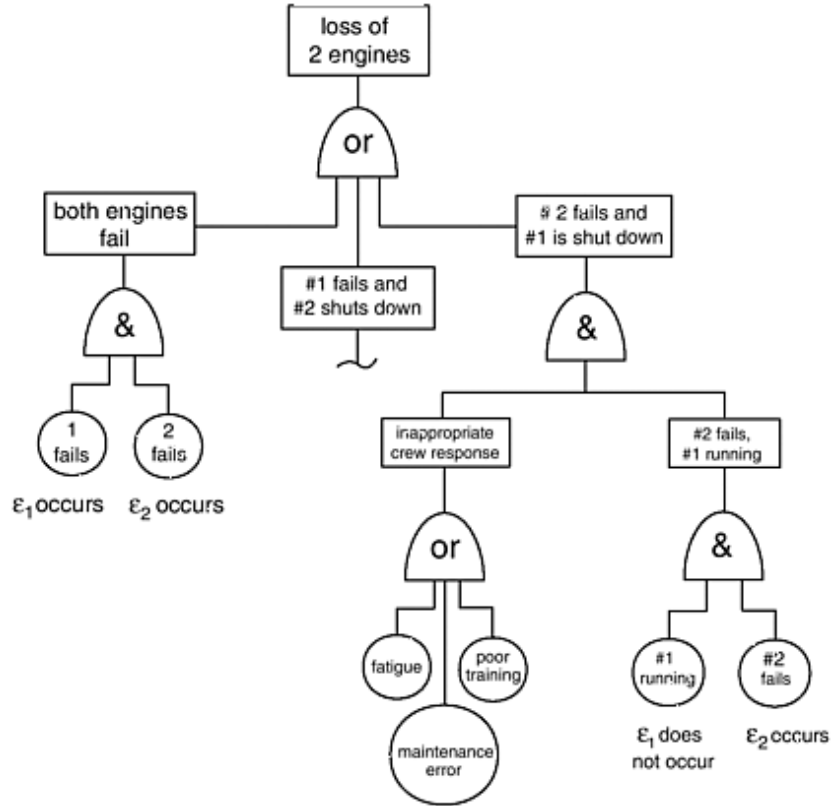 loss of
2 engines
or
both engines
fail
#1 fails and
#2 shuts down
# 2 fails and
#1 is shut down
&
&
1
fails
2
fails
ε1 occurs
ε2 occurs
inappropriate
crew response
#2 fails,
#1 running
or
&
fatigue
poor
training
maintenance
error
#1
running
#2
fails
ε1 does
not occur
ε2 occurs